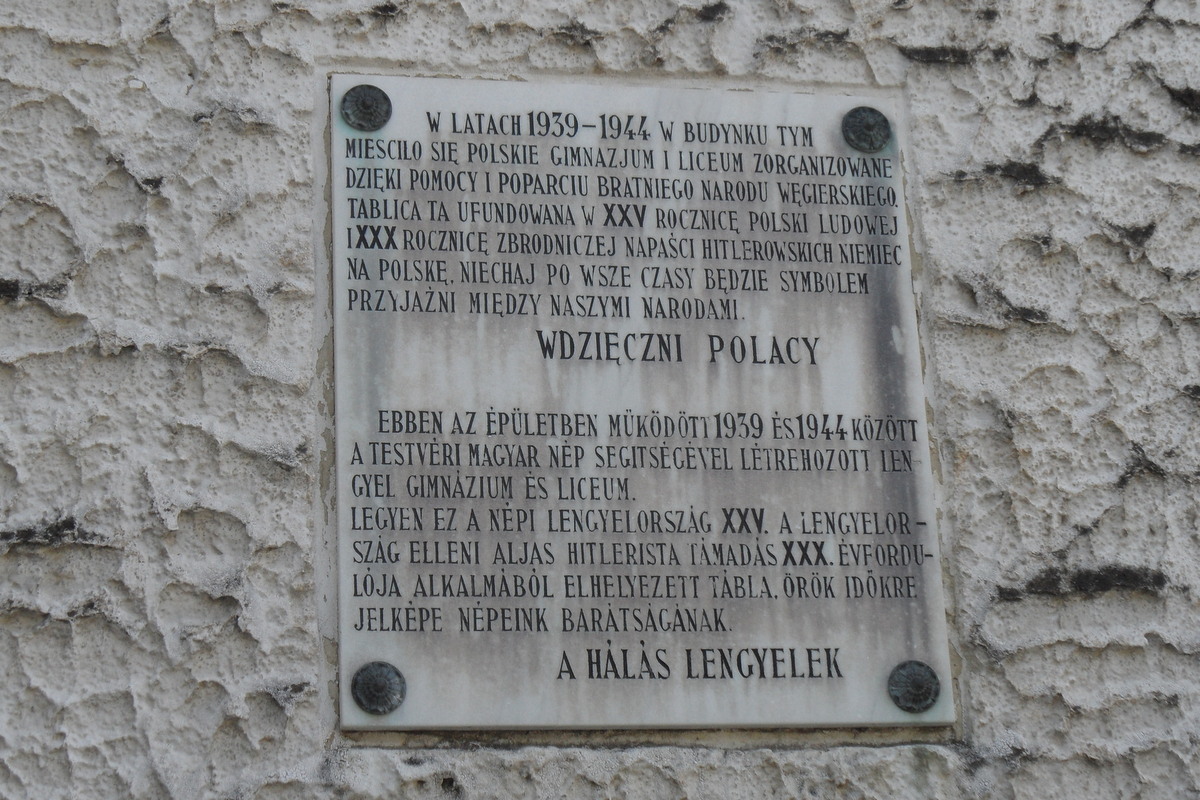 W LATACH 1939-1944 W BUDYNKU TYM
MIEŚCIŁO SIĘ POLSKIE GIMNAZJUM I LICEUM ZORGANIZOWANE
DZIĘKI POMOCY I POPARCIU BRATNIEGO NARODU WĘGIERSKIEGO.
TABLICA TA UFUNDOWANA W XXV ROCZNICĘ POLSKI LUDOWEJ
I XXX ROCZNICĘ ZBRODNICZEJ NAPAŚCI HITLEROWSKICH NIEMIEC
NA POLSKĘ, NIECHAJ PO WSZE CZASY BĘDZIE SYMBOLEM
PRZYJAŹNI MIĘDZY NASZYMI NARODAMI.
WDZIĘCZNI POLACY
EBBEN AZ ÉPÜLETBEN MŰKÖDÖTT 1939 ÉS 1944 KÖZÖTT
A TESTVÉRI MAGYAR NÉP SEGITSÉGÉVEL LÉTREHOZOTT LEN-
GYEL GIMNÁZIUM ÉS LICEUM.
LEGYEN EZ A NÉPI LENGYELORSZÁG XXV. A LENGYELOR-
SZÁG ELLENI ALJAS HITLERISTA TÁMADÁS XXX. ÉVFORDU-
LÓJA ALKALMÁBÓL ELHELYEZETT TÁBLA, ÖRÖK IDŐKRE
JELKÉPE NÉPEINK BARÁTSÁGÁNAK.
A HÁLÁS LENGYELEK